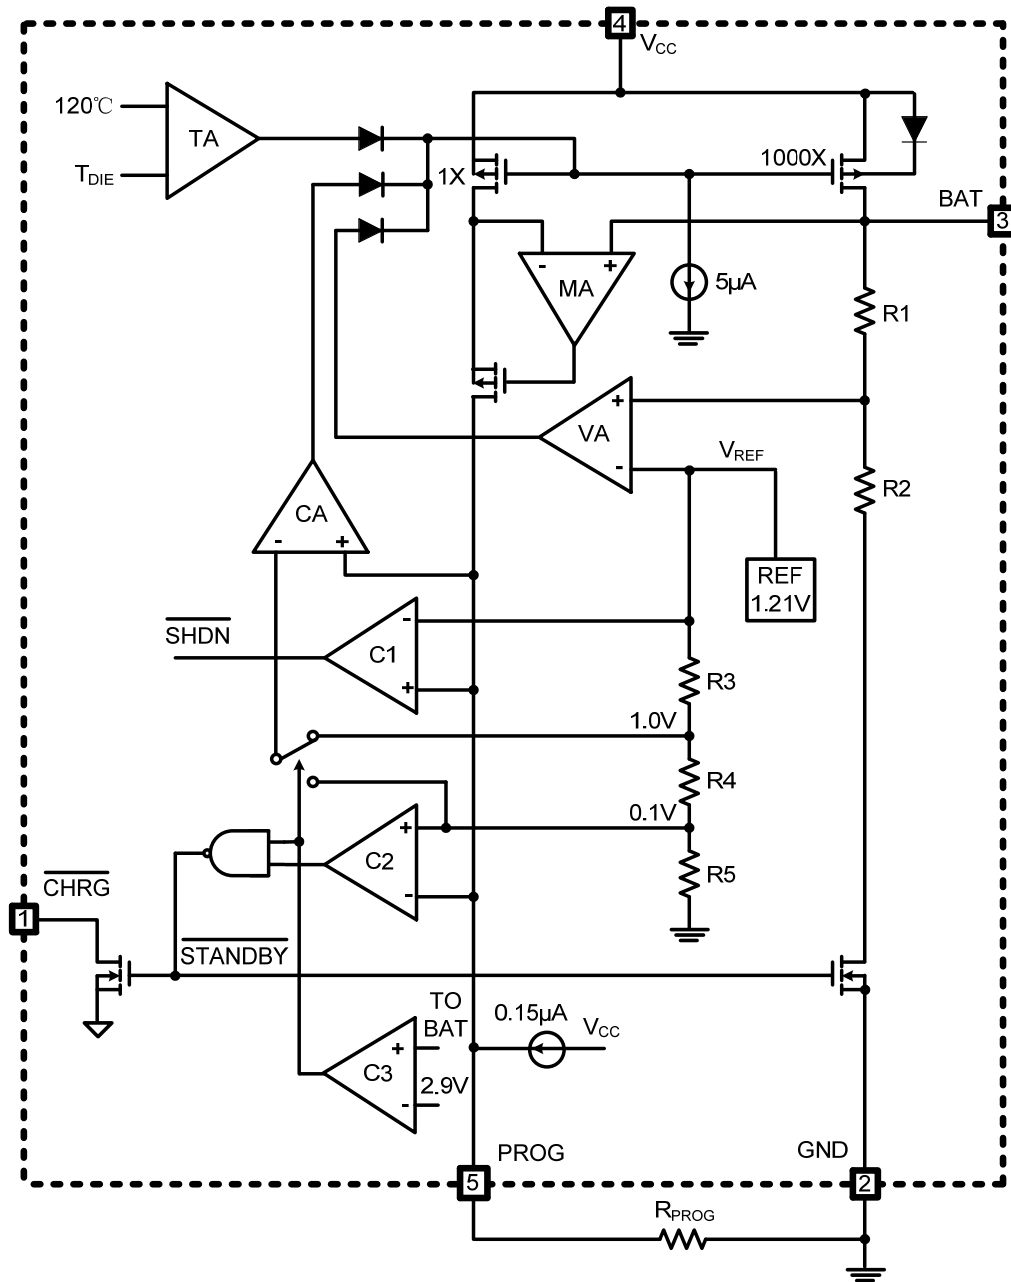 4
VCC
120℃
TA
TDIE
1X
1000X
BAT
3
-
+
MA
5µA
R1
+
VA
-
VREF
R2
CA
-
+
REF
1.21V
SHDN
-
C1
+
R3
1.0V
R4
0.1V
+
C2
-
R5
CHRG
1
STANDBY
TO
BAT
0.15µA
VCC
+
C3
2.9V
-
PROG
GND
5
2
RPROG